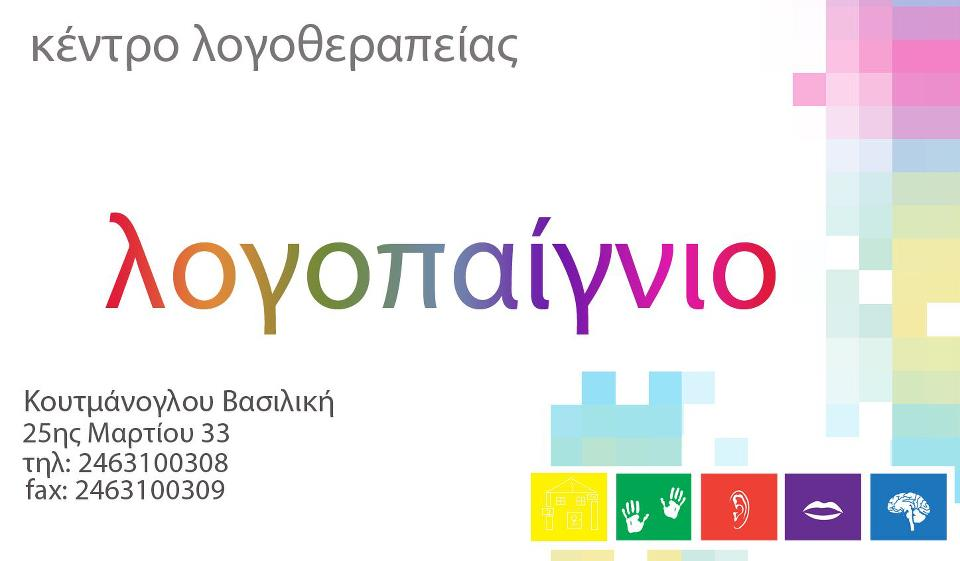 κέντρο λογοθεραπείας
λογοπαίγνιο
Κουτμάνογλου Βασιλική
25ης Μαρτίου 33
τηλ: 2463100308
fax: 2463100309